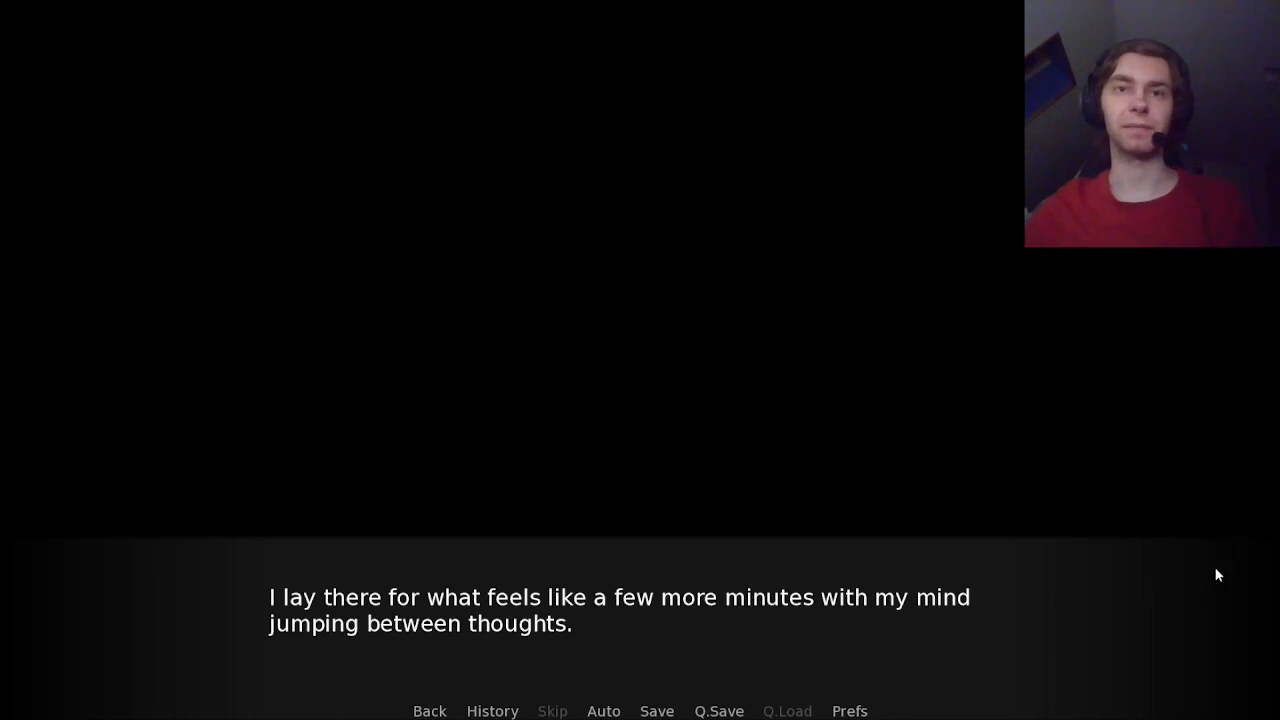 I lay there for what feels like a few more minutes with my mind
jumping between thoughts.
Back History Skip Auto Save Q.Save Q.Load Prefs